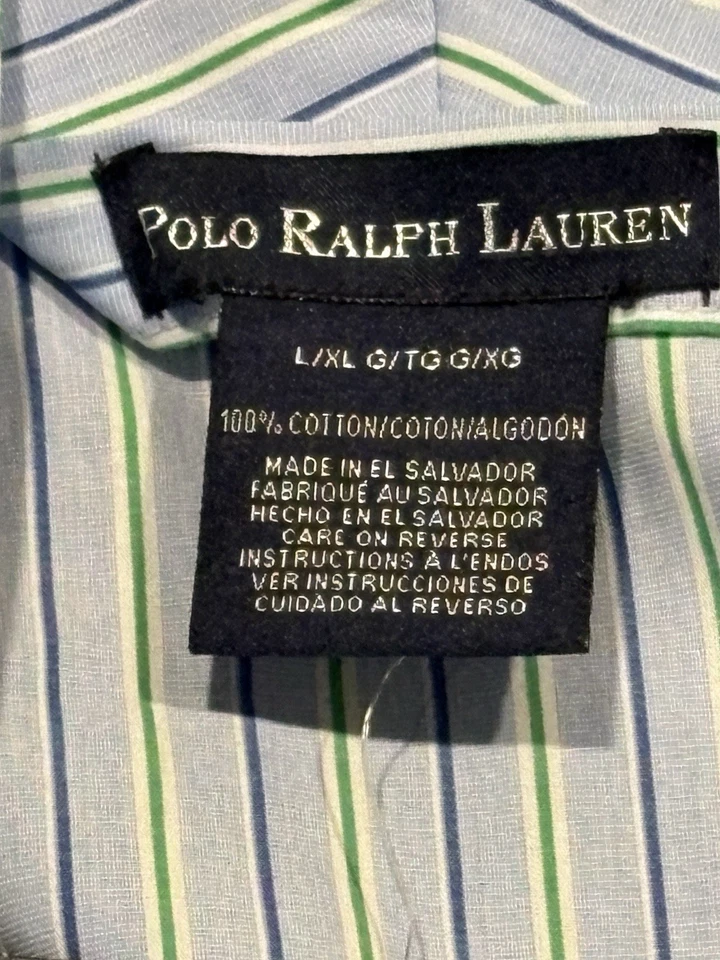 POLO RALPH LAUREN
L/XL G/TG G/XG
100% COTTON/COTON/ALGODÓN
MADE IN EL SALVADOR
FABRIQUÉ AU SALVADOR
HECHO EN EL SALVADOR
CARE ON REVERSE
INSTRUCTIONS À L'ENDOS
VER INSTRUCCIONES DE
CUIDADO AL REVERSO